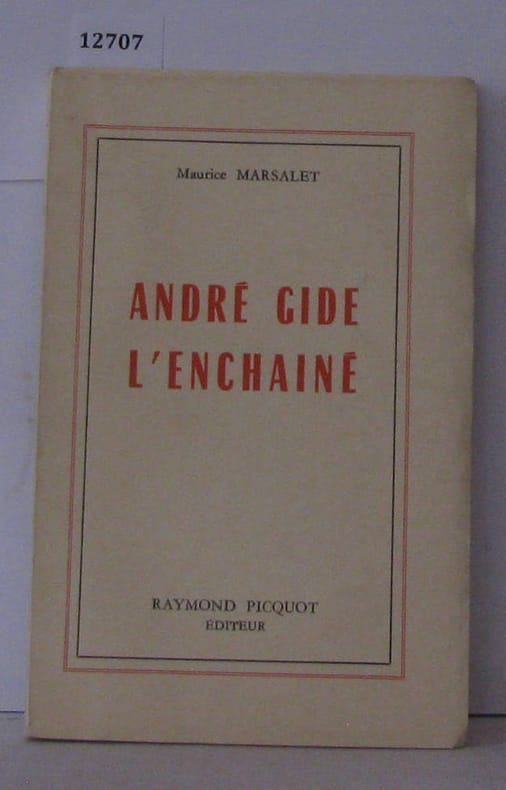 12707
Maurice MARSALET
ANDRÉ GIDE
L'ENCHAINÉ
RAYMOND PICQUOT
ÉDITEUR